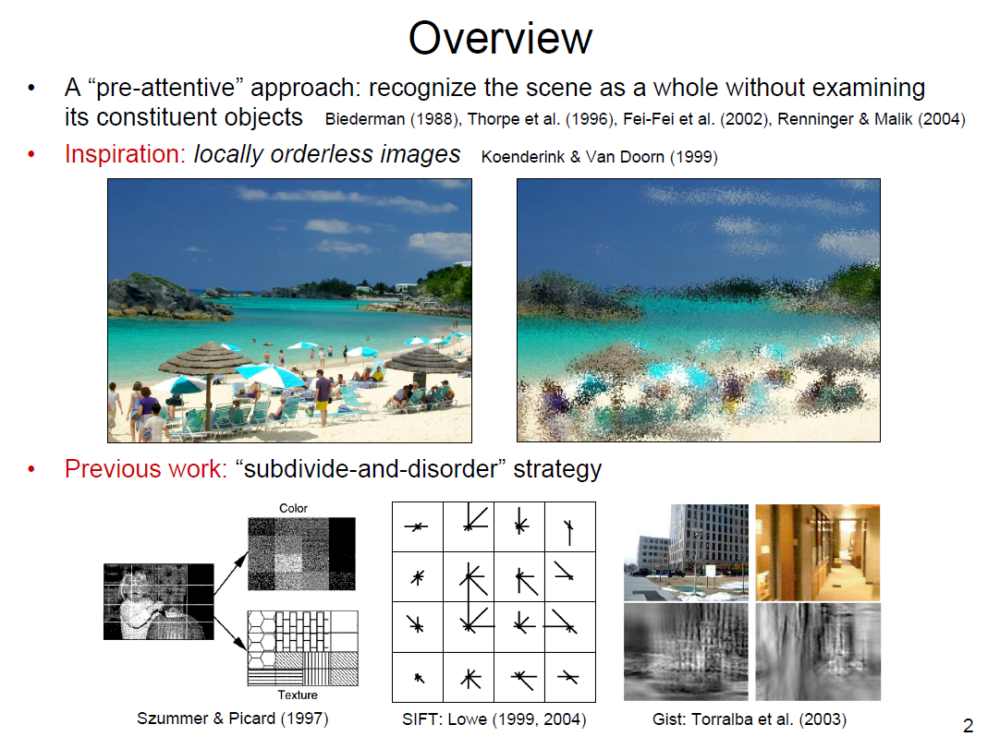 Overview
• A “pre-attentive” approach: recognize the scene as a whole without examining
its constituent objects Biederman (1988), Thorpe et al. (1996), Fei-Fei et al. (2002), Renninger & Malik (2004)
• Inspiration: locally orderless images Koenderink & Van Doorn (1999)
• Previous work: “subdivide-and-disorder” strategy
Color
Texture
Szummer & Picard (1997)
SIFT: Lowe (1999, 2004)
Gist: Torralba et al. (2003)
2